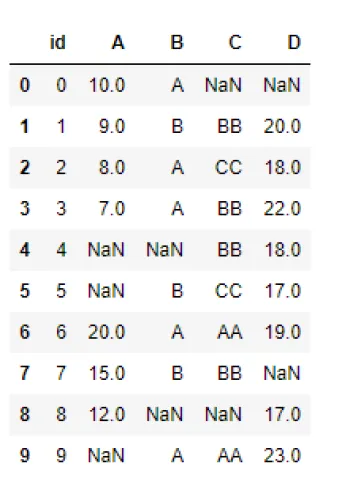 id A B C D
0 0 10.0 A NaN NaN
1 1 9.0 B BB 20.0
2 2 8.0 A CC 18.0
3 3 7.0 A BB 22.0
4 4 NaN NaN BB 18.0
5 5 NaN B CC 17.0
6 6 20.0 A AA 19.0
7 7 15.0 B BB NaN
8 8 12.0 NaN NaN 17.0
9 9 NaN A AA 23.0